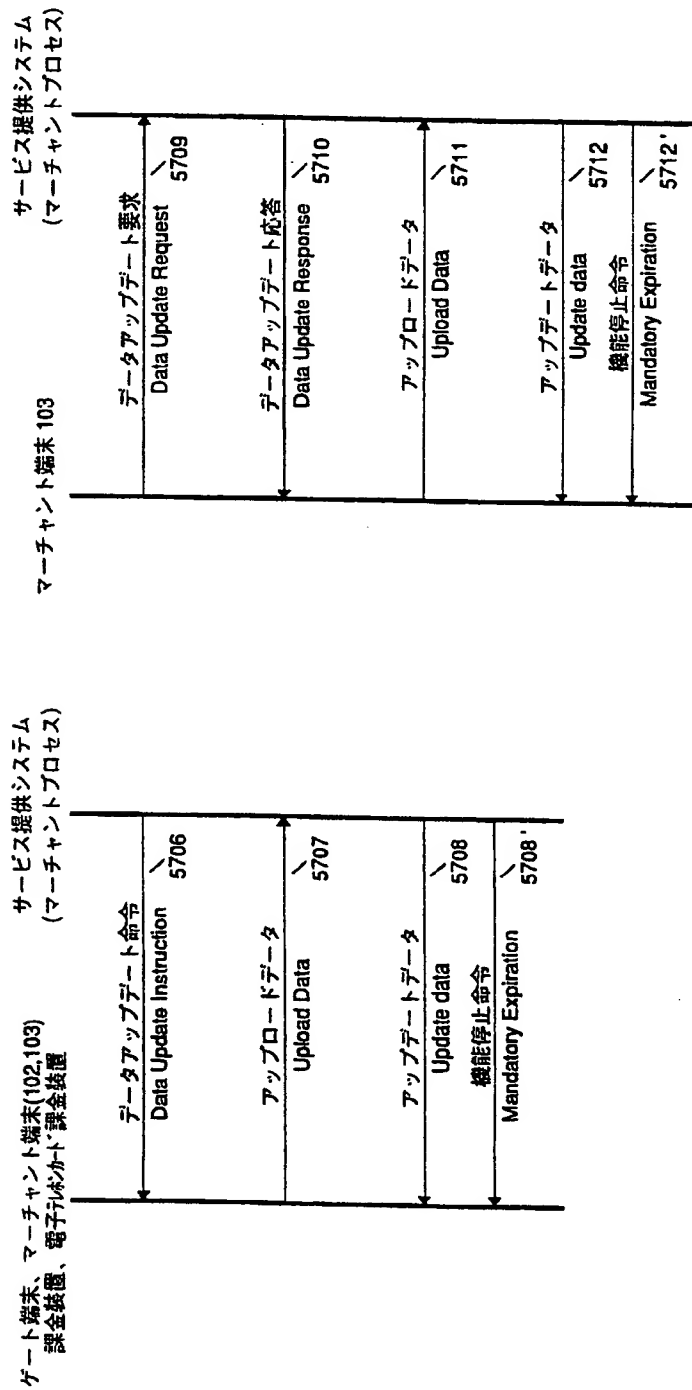 ゲート端末、マーチャント端末(102,103)
課金装置、電子テレホンカード課金装置
サービス提供システム
(マーチャントプロセス)
データアップデート命令
Data Update Instruction
5706
アップロードデータ
Upload Data
5707
アップデートデータ
Update data
5708
機能停止命令
Mandatory Expiration
5708'
マーチャント端末103
サービス提供システム
(マーチャントプロセス)
データアップデート要求
Data Update Request
5709
データアップデート応答
Data Update Response
5710
アップロードデータ
Upload Data
5711
アップデートデータ
Update data
5712
機能停止命令
Mandatory Expiration
5712'